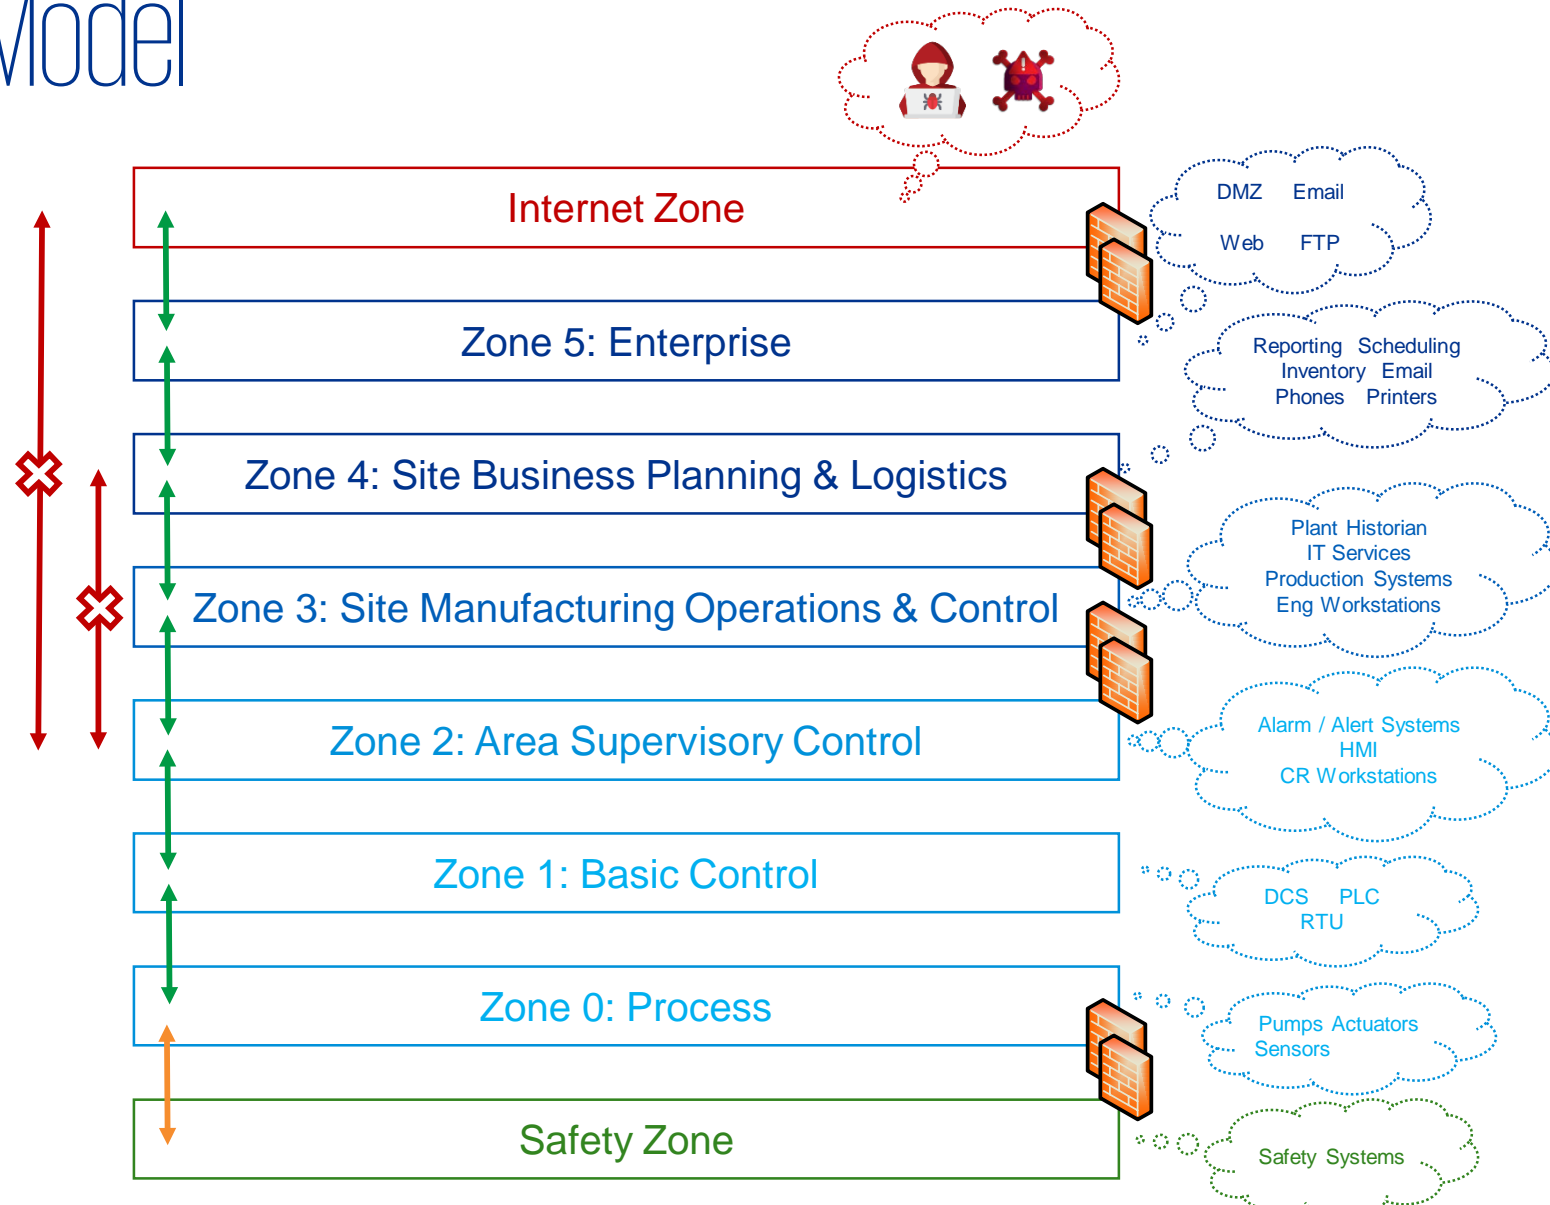 Model
Internet Zone
DMZ Email
Web FTP
Zone 5: Enterprise
Reporting Scheduling
Inventory Email
Phones Printers
Zone 4: Site Business Planning & Logistics
Plant Historian
IT Services
Production Systems
Eng Workstations
Zone 3: Site Manufacturing Operations & Control
Alarm / Alert Systems
HMI
CR Workstations
Zone 2: Area Supervisory Control
Zone 1: Basic Control
DCS PLC
RTU
Zone 0: Process
Pumps Actuators
Sensors
Safety Zone
Safety Systems